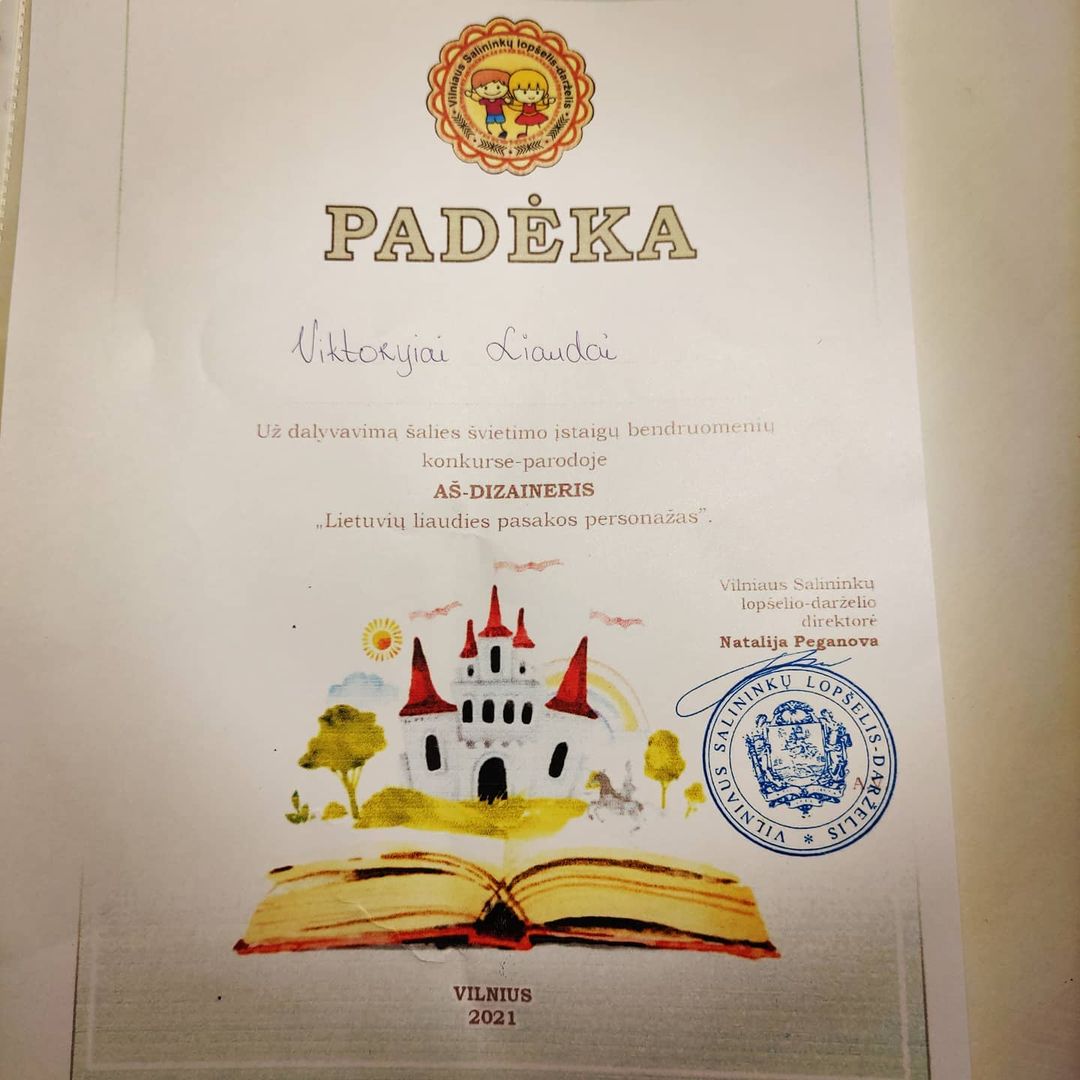 Vilniaus Salininkų lopšelis-darželis
PADĖKA
Viktoryiai Liaudai
Už dalyvavimą šalies švietimo įstaigų bendruomenių
konkurse-parodoje
AŠ-DIZAINERIS
„Lietuvių liaudies pasakos personažas”.
Vilniaus Salininkų
lopšelio-darželio
direktorė
Natalija Peganova
VILNIAUS SALININKŲ LOPŠELIS-DARŽELIS *
A
VILNIUS
2021